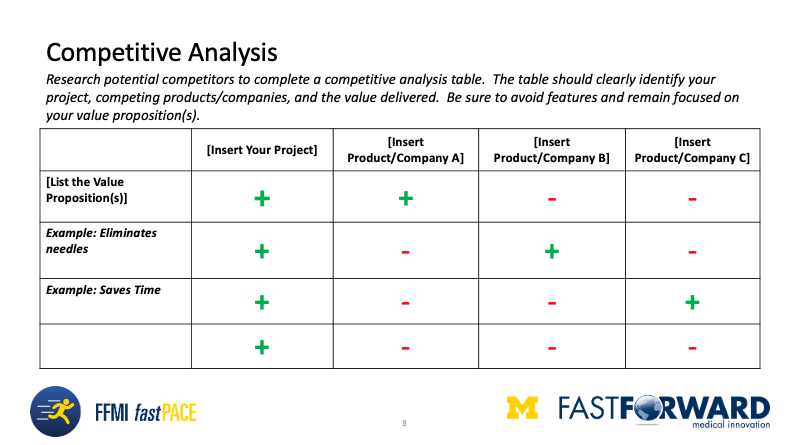 Competitive Analysis
Research potential competitors to complete a competitive analysis table.  The table should clearly identify your
project, competing products/companies, and the value delivered.  Be sure to avoid features and remain focused on
your value proposition(s).
[Insert Your Project]
[Insert
Product/Company A]
[Insert
Product/Company B]
[Insert
Product/Company C]
[List the Value
Proposition(s)]
+ + - -
Example: Eliminates
needles
+ - + -
Example: Saves Time
+ - - +
+ - - -
FFMI fastPACE
8
M FASTFORWARD
medical innovation